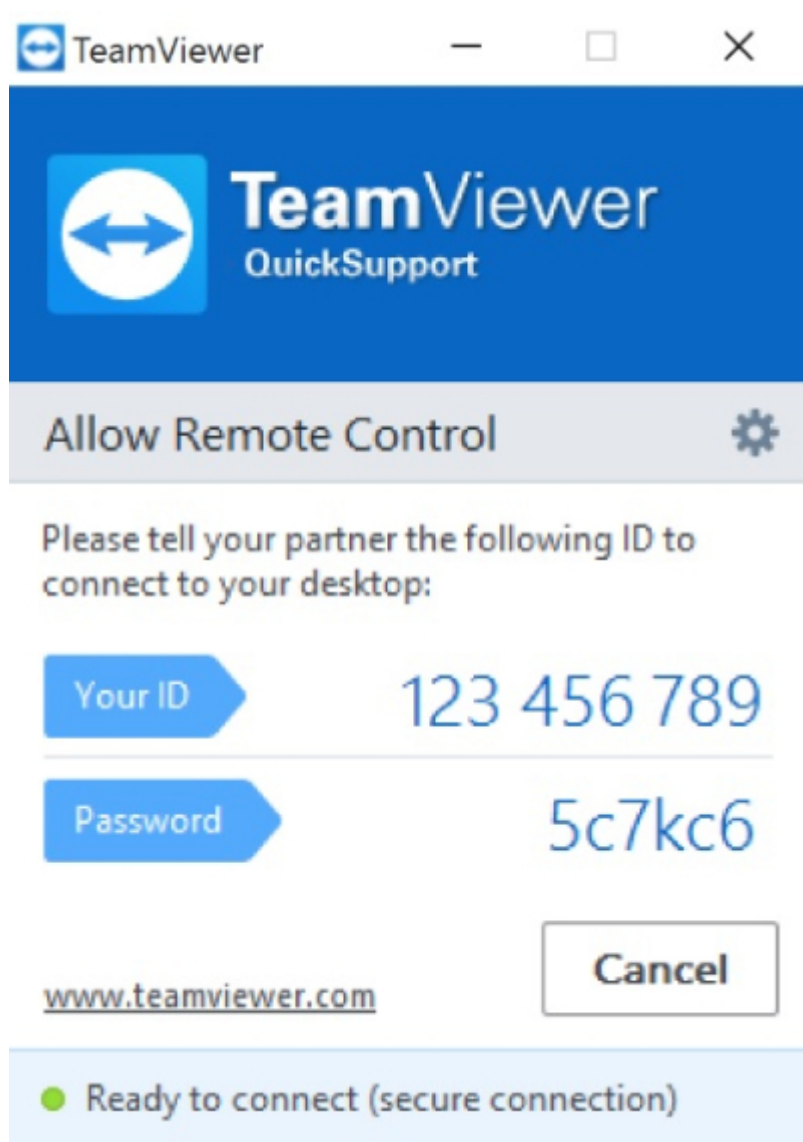 TeamViewer
TeamViewer
QuickSupport
Allow Remote Control
Please tell your partner the following ID to
connect to your desktop:
Your ID 123 456 789
Password 5c7kc6
Cancel
www.teamviewer.com
Ready to connect (secure connection)